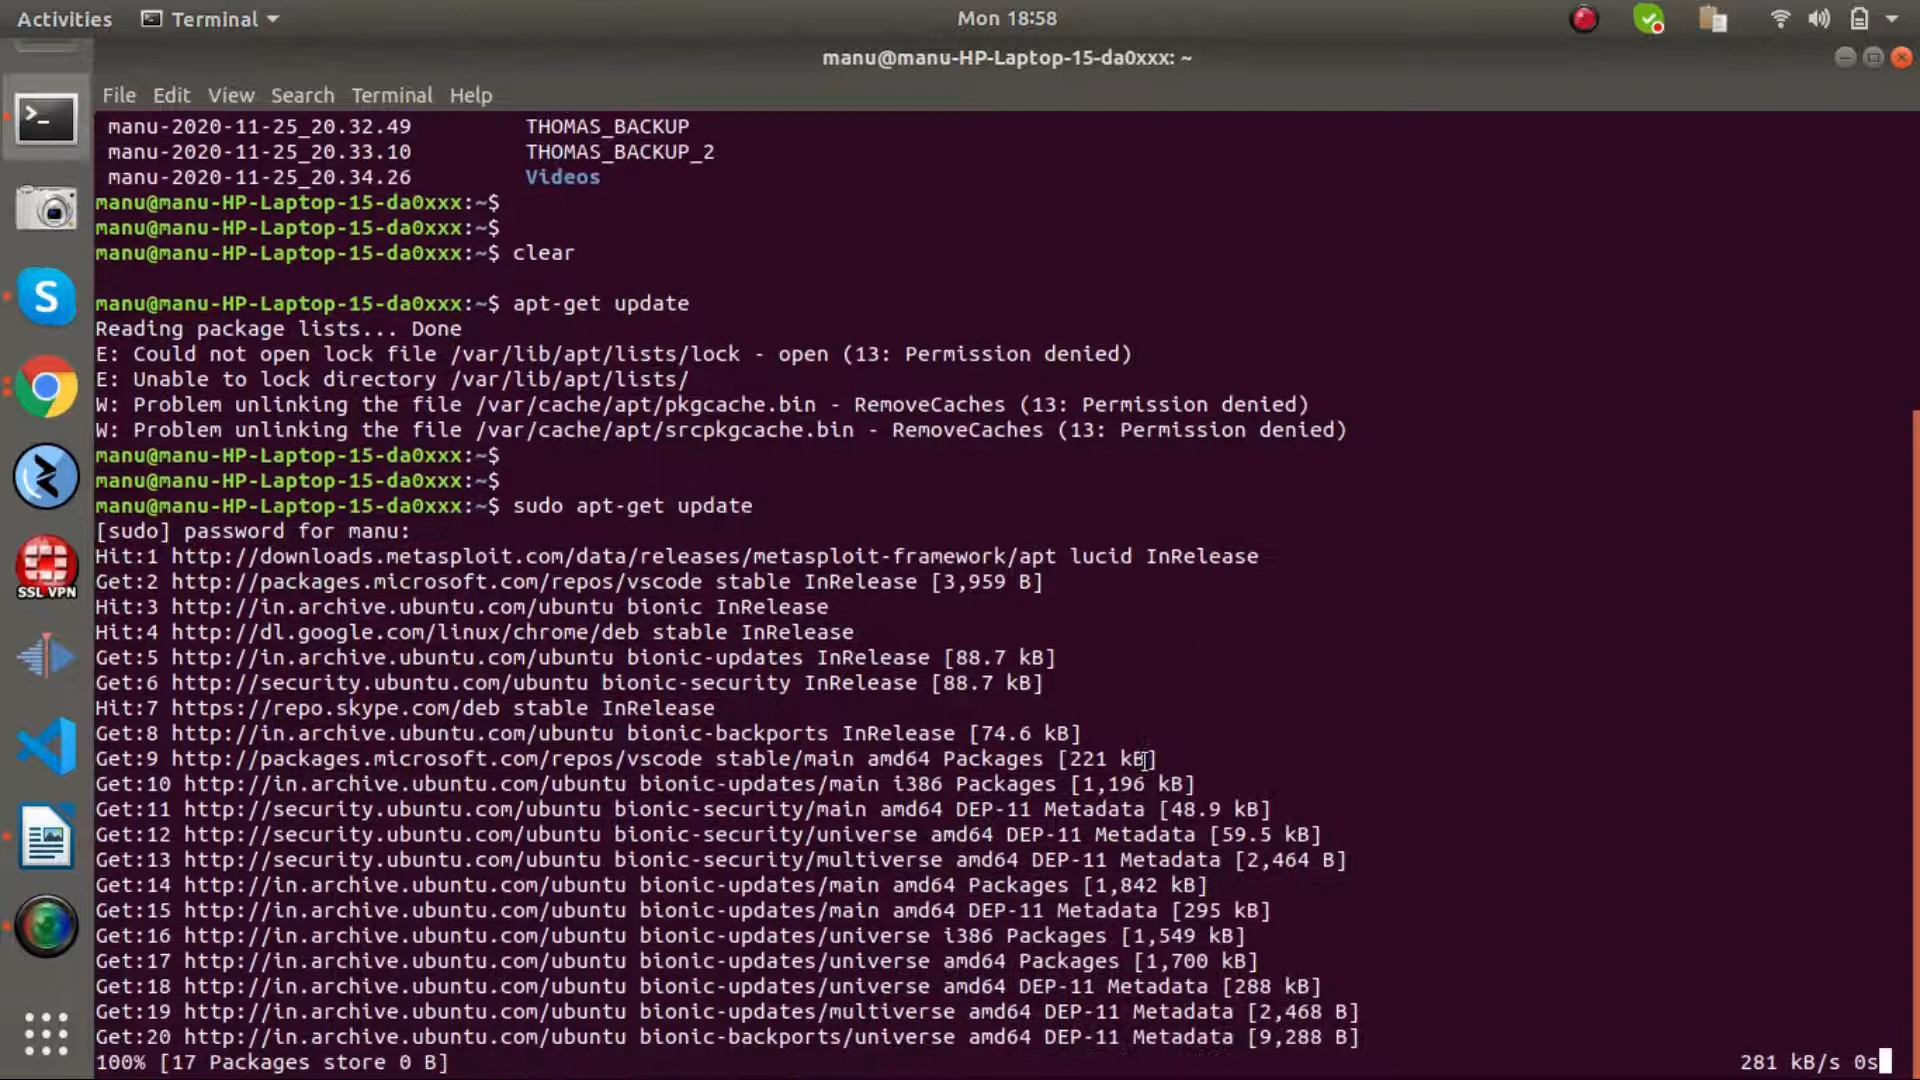 Activities Terminal Mon 18:58
manu@manu-HP-Laptop-15-da0xxx: ~
File Edit View Search Terminal Help
manu-2020-11-25_20.32.49 THOMAS_BACKUP
manu-2020-11-25_20.33.10 THOMAS_BACKUP_2
manu-2020-11-25_20.34.26 Videos
manu@manu-HP-Laptop-15-da0xxx:~$
manu@manu-HP-Laptop-15-da0xxx:~$
manu@manu-HP-Laptop-15-da0xxx:~$ clear
manu@manu-HP-Laptop-15-da0xxx:~$ apt-get update
Reading package lists... Done
E: Could not open lock file /var/lib/apt/lists/lock - open (13: Permission denied)
E: Unable to lock directory /var/lib/apt/lists/
W: Problem unlinking the file /var/cache/apt/pkgcache.bin - RemoveCaches (13: Permission denied)
W: Problem unlinking the file /var/cache/apt/srcpkgcache.bin - RemoveCaches (13: Permission denied)
manu@manu-HP-Laptop-15-da0xxx:~$
manu@manu-HP-Laptop-15-da0xxx:~$
manu@manu-HP-Laptop-15-da0xxx:~$ sudo apt-get update
[sudo] password for manu:
Hit:1 http://downloads.metasploit.com/data/releases/metasploit-framework/apt lucid InRelease
Get:2 http://packages.microsoft.com/repos/vscode stable InRelease [3,959 B]
Hit:3 http://in.archive.ubuntu.com/ubuntu bionic InRelease
Hit:4 http://dl.google.com/linux/chrome/deb stable InRelease
Get:5 http://in.archive.ubuntu.com/ubuntu bionic-updates InRelease [88.7 kB]
Get:6 http://security.ubuntu.com/ubuntu bionic-security InRelease [88.7 kB]
Hit:7 https://repo.skype.com/deb stable InRelease
Get:8 http://in.archive.ubuntu.com/ubuntu bionic-backports InRelease [74.6 kB]
Get:9 http://packages.microsoft.com/repos/vscode stable/main amd64 Packages [221 kB]
Get:10 http://in.archive.ubuntu.com/ubuntu bionic-updates/main i386 Packages [1,196 kB]
Get:11 http://security.ubuntu.com/ubuntu bionic-security/main amd64 DEP-11 Metadata [48.9 kB]
Get:12 http://security.ubuntu.com/ubuntu bionic-security/universe amd64 DEP-11 Metadata [59.5 kB]
Get:13 http://security.ubuntu.com/ubuntu bionic-security/multiverse amd64 DEP-11 Metadata [2,464 B]
Get:14 http://in.archive.ubuntu.com/ubuntu bionic-updates/main amd64 Packages [1,842 kB]
Get:15 http://in.archive.ubuntu.com/ubuntu bionic-updates/main amd64 DEP-11 Metadata [295 kB]
Get:16 http://in.archive.ubuntu.com/ubuntu bionic-updates/universe i386 Packages [1,549 kB]
Get:17 http://in.archive.ubuntu.com/ubuntu bionic-updates/universe amd64 Packages [1,700 kB]
Get:18 http://in.archive.ubuntu.com/ubuntu bionic-updates/universe amd64 DEP-11 Metadata [288 kB]
Get:19 http://in.archive.ubuntu.com/ubuntu bionic-updates/multiverse amd64 DEP-11 Metadata [2,468 B]
Get:20 http://in.archive.ubuntu.com/ubuntu bionic-backports/universe amd64 DEP-11 Metadata [9,288 B]
100% [17 Packages store 0 B] 281 kB/s 0s
SSL VPN